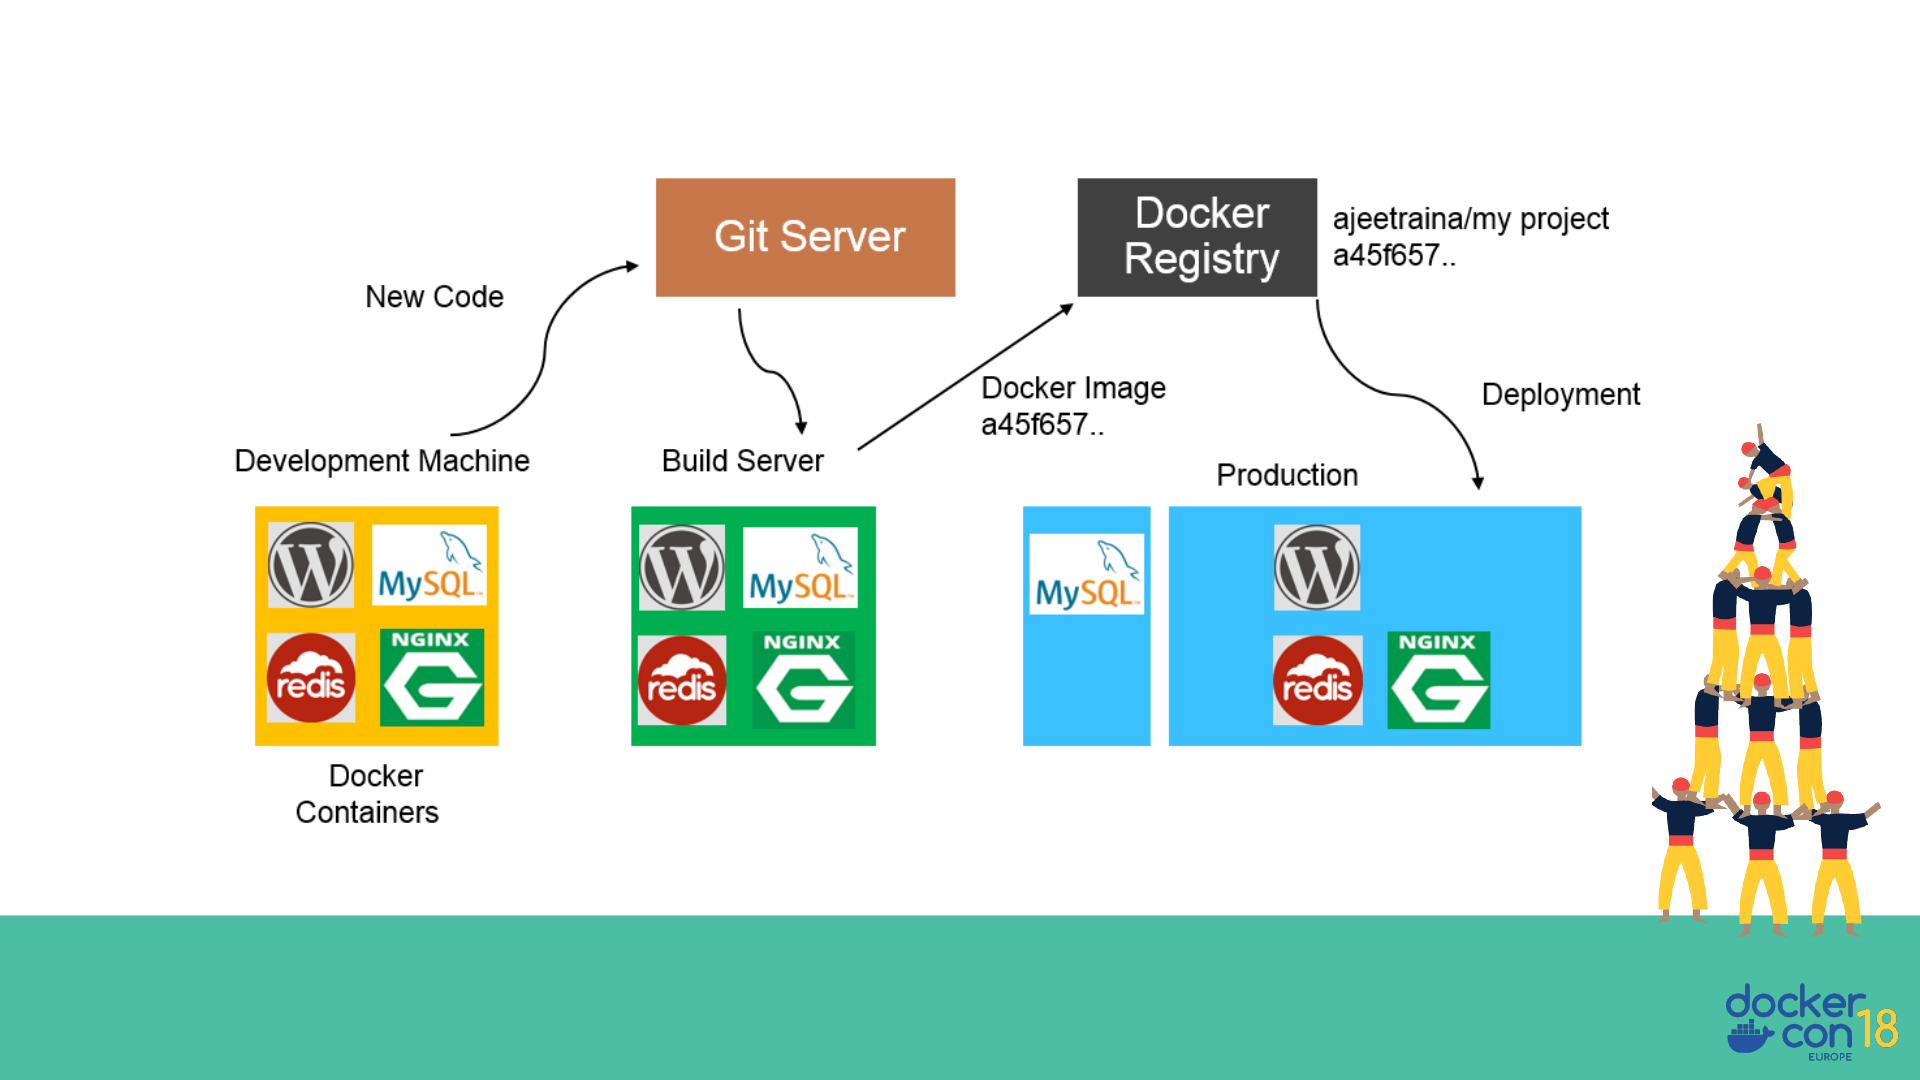 Git Server
Docker
Registry
ajeetraina/my project
a45f657..
New Code
Docker Image
a45f657..
Deployment
Development Machine
Build Server
Production
MySQL
redis
NGINX
MySQL
redis
NGINX
MySQL
redis
NGINX
Docker
Containers
docker
con 18
EUROPE